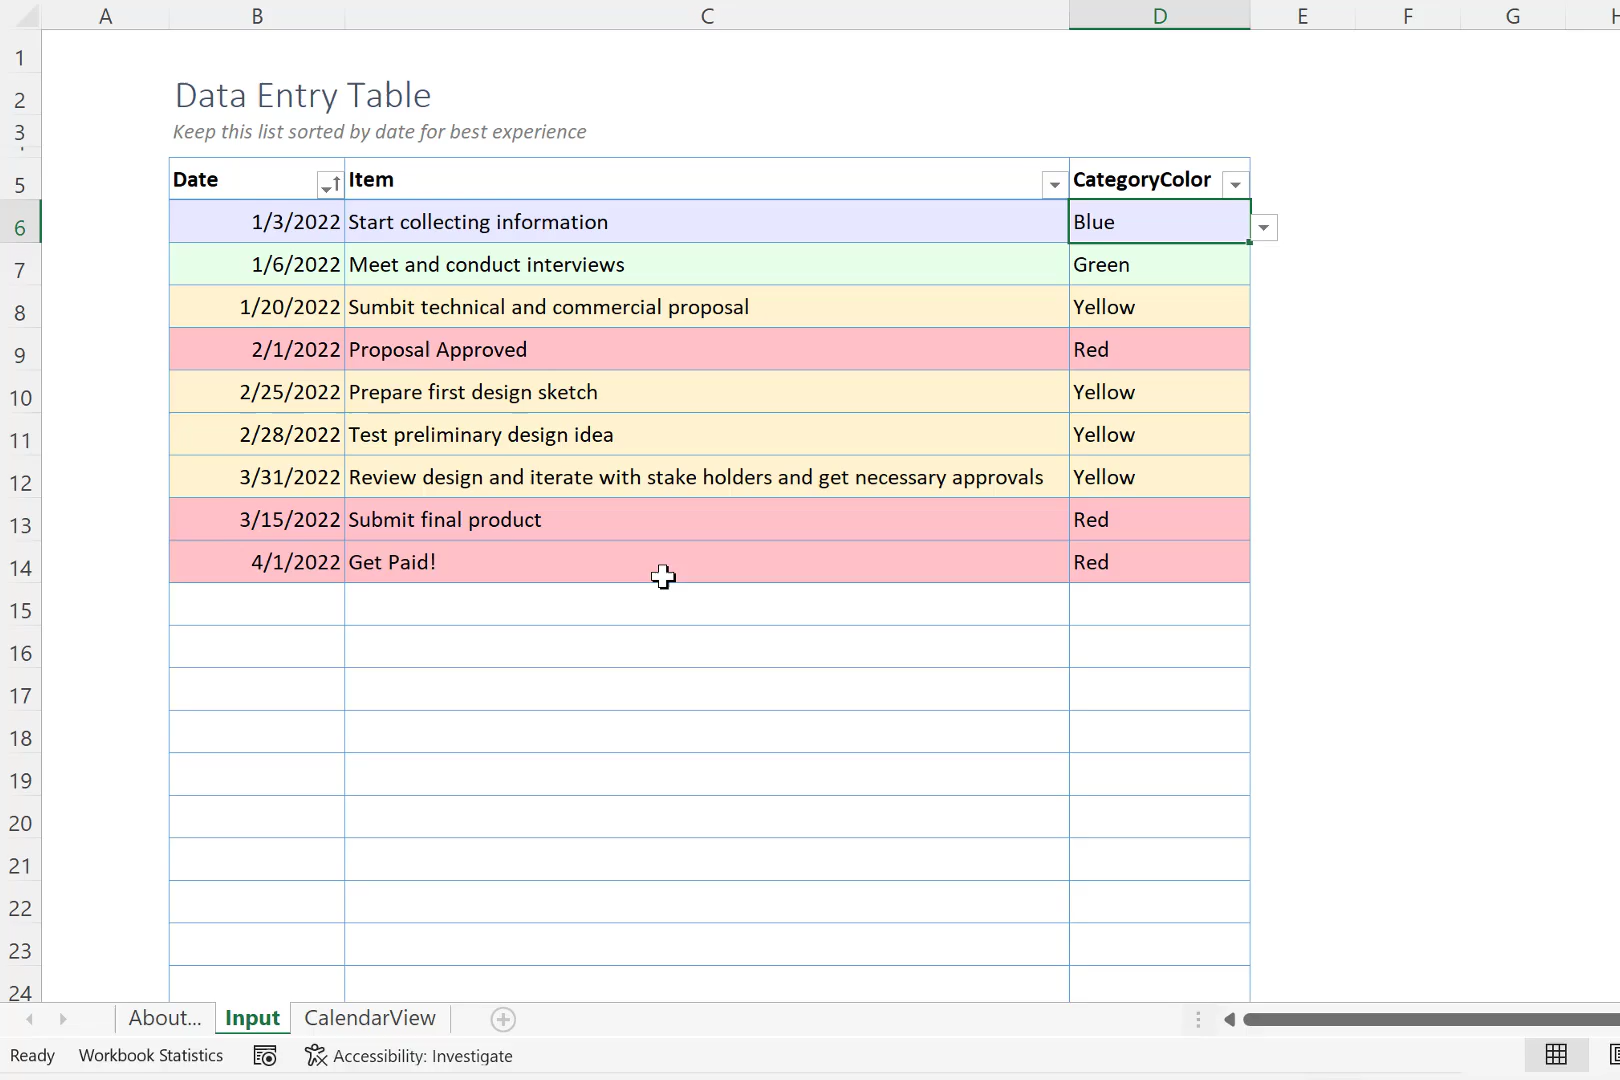 A B C D E F G H
1
2 Data Entry Table
3 Keep this list sorted by date for best experience
5 Date Item CategoryColor
6 1/3/2022 Start collecting information Blue
7 1/6/2022 Meet and conduct interviews Green
8 1/20/2022 Sumbit technical and commercial proposal Yellow
9 2/1/2022 Proposal Approved Red
10 2/25/2022 Prepare first design sketch Yellow
11 2/28/2022 Test preliminary design idea Yellow
12 3/31/2022 Review design and iterate with stake holders and get necessary approvals Yellow
13 3/15/2022 Submit final product Red
14 4/1/2022 Get Paid! Red
15
16
17
18
19
20
21
22
23
24
About... Input CalendarView
Ready Workbook Statistics Accessibility: Investigate